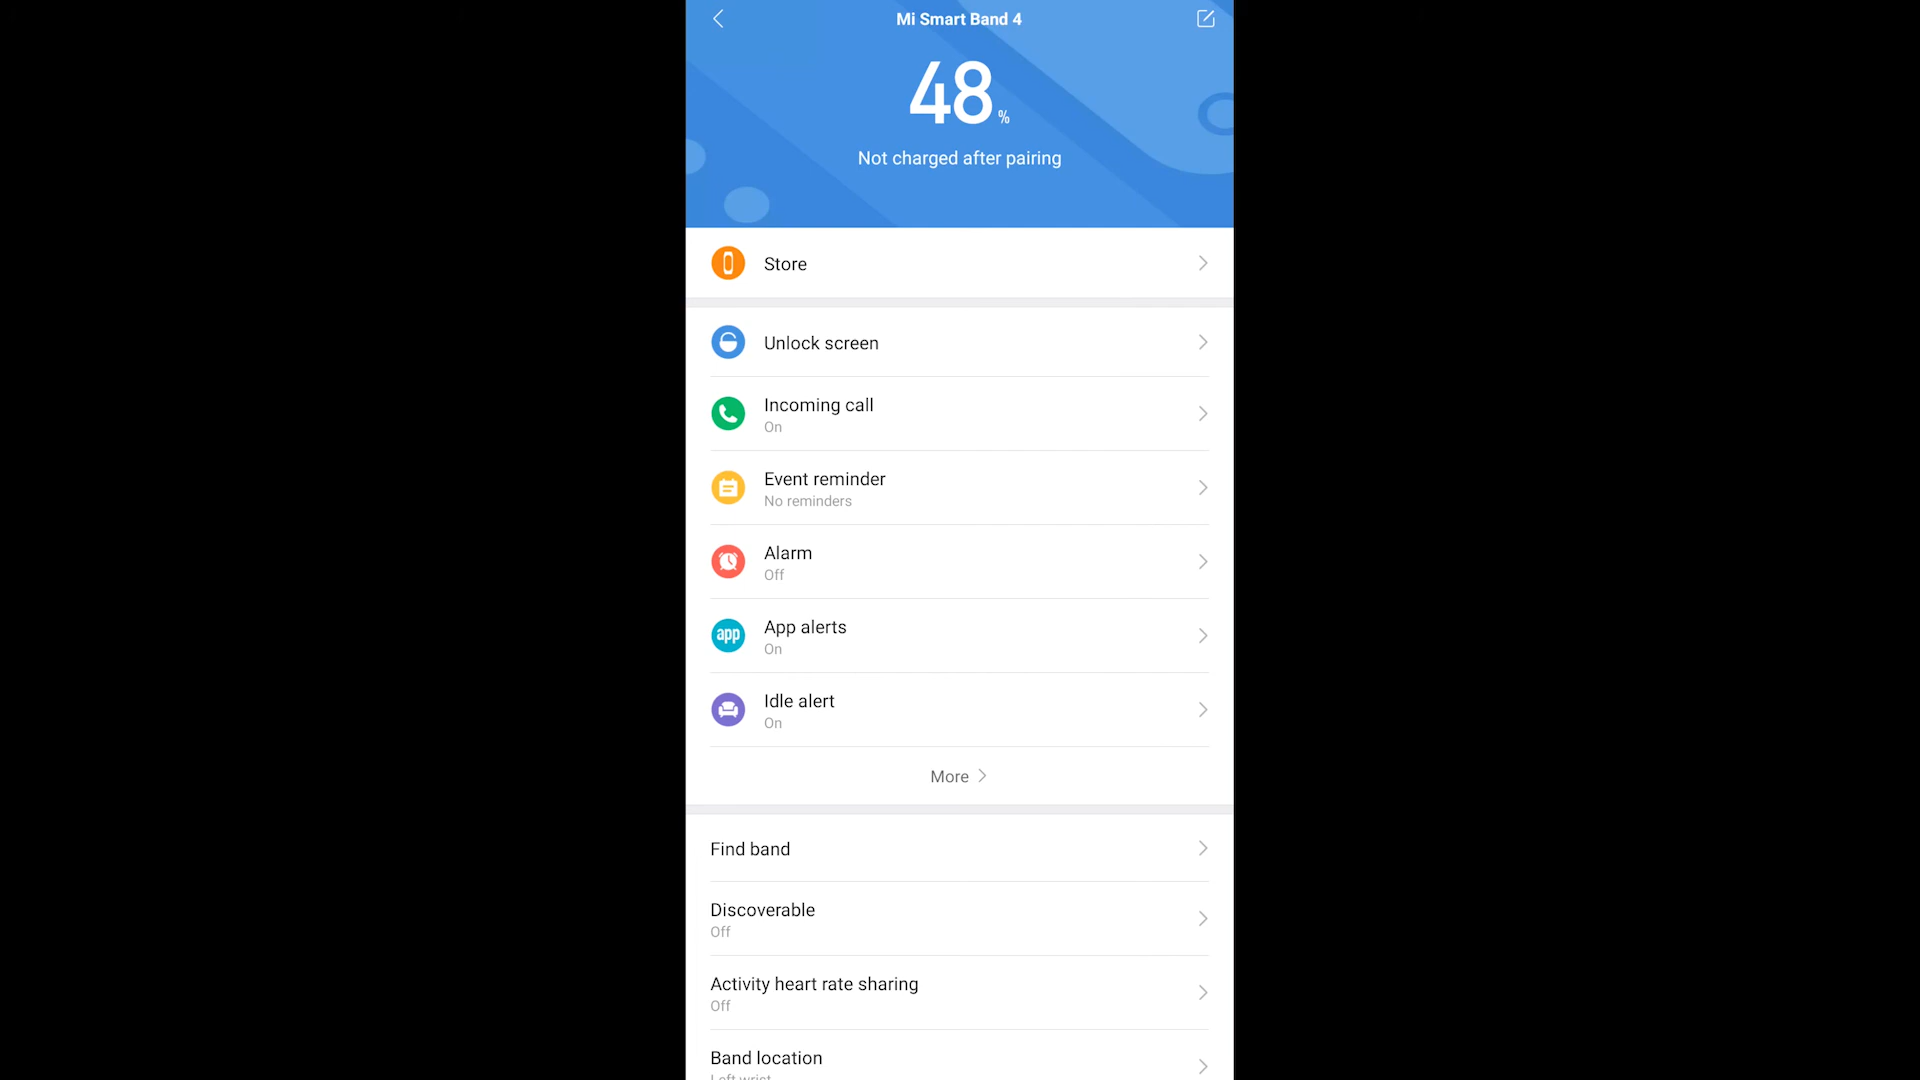 Mi Smart Band 4
48 %
Not charged after pairing
Store
Unlock screen
Incoming call
On
Event reminder
No reminders
Alarm
Off
app
App alerts
On
Idle alert
On
More
Find band
Discoverable
Off
Activity heart rate sharing
Off
Band location
Left wrist